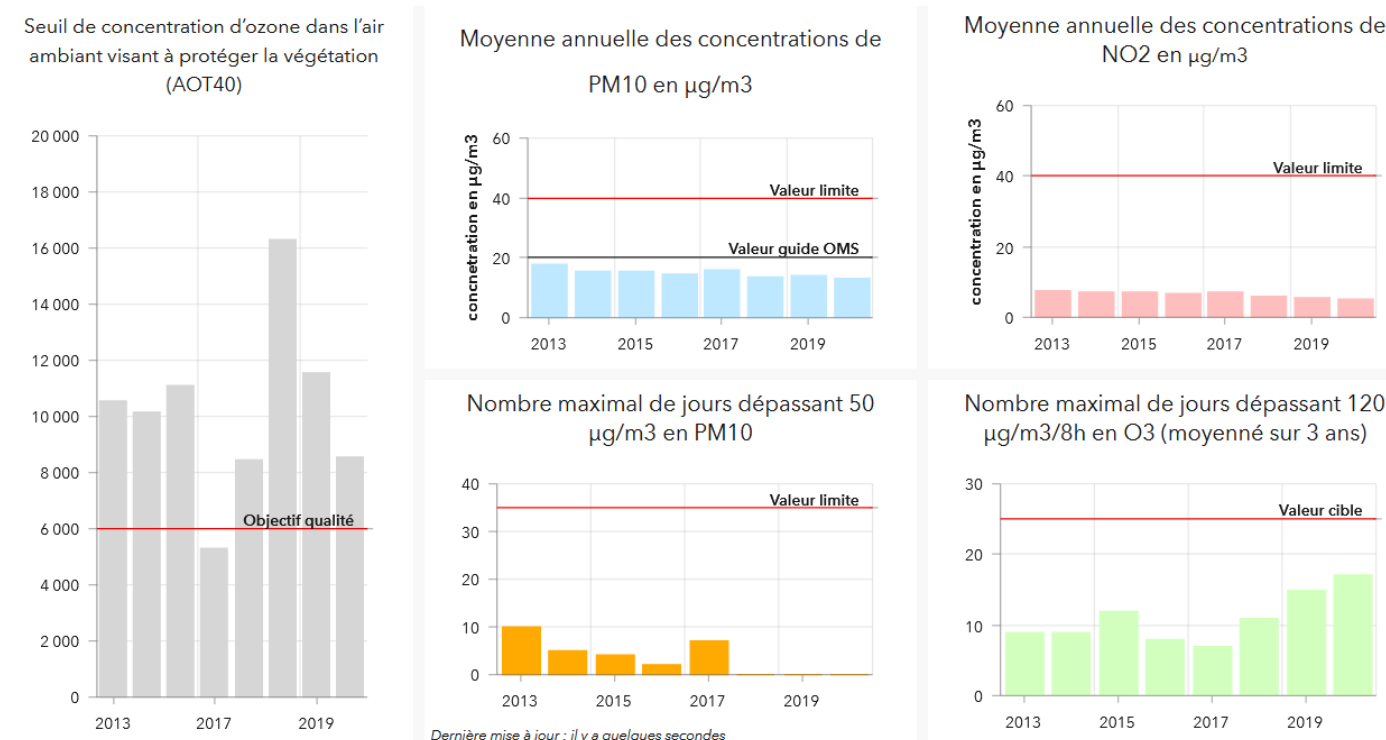 Seuil de concentration d'ozone dans l'air
ambiant visant à protéger la végétation
(AOT40)
20 000
18 000
16 000
14 000
12 000
10 000
8 000
6 000
4 000
2 000
0
Objectif qualité
2013
2017
2019
Moyenne annuelle des concentrations de
PM10 en µg/m3
concnetration en µg/m3
60
40
20
0
Valeur limite
Valeur guide OMS
2013
2015
2017
2019
Moyenne annuelle des concentrations de
NO2 en µg/m3
concentration en µg/m3
60
40
20
0
Valeur limite
2013
2015
2017
2019
Nombre maximal de jours dépassant 50
µg/m3 en PM10
40
30
20
10
0
Valeur limite
2013
2015
2017
2019
Dernière mise à jour : il y a quelques secondes
Nombre maximal de jours dépassant 120
µg/m3/8h en O3 (moyenné sur 3 ans)
30
20
10
0
Valeur cible
2013
2015
2017
2019